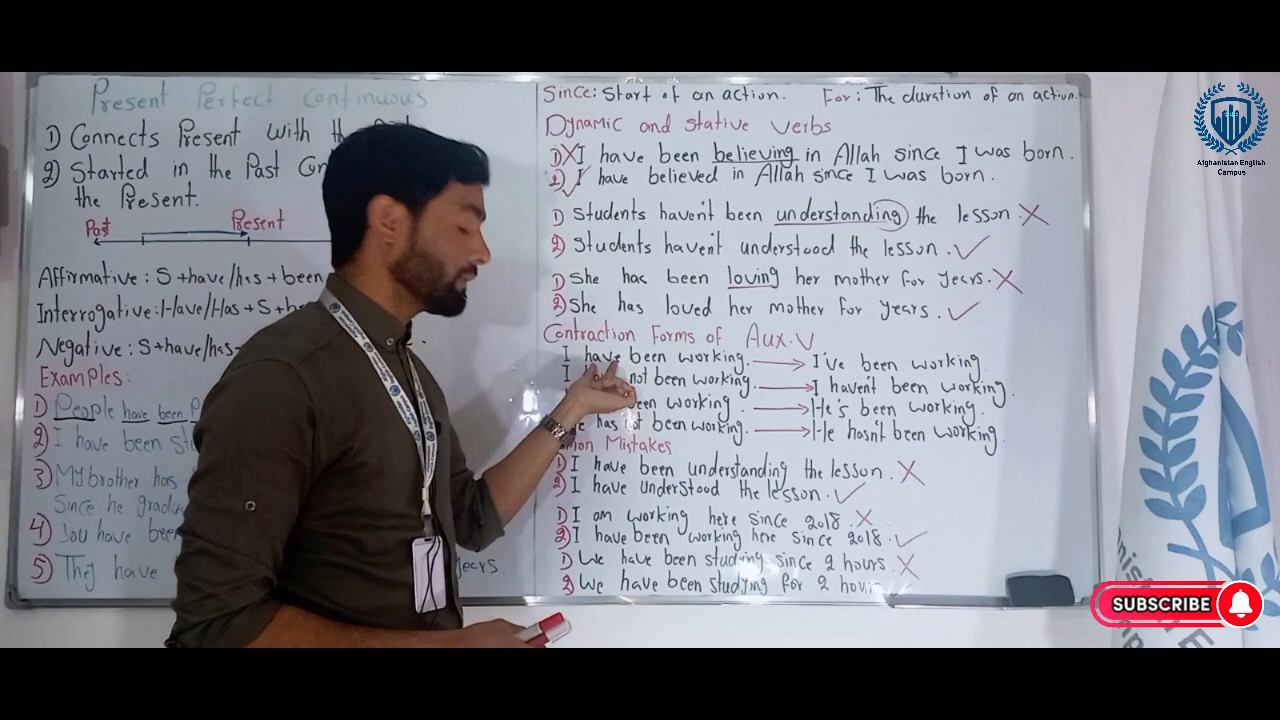 Present Perfect Continuous
1) Connects Present with the
2) Started in the Past
the Present.
Past Present
Affirmative : S + have/has + been
Interrogative : Have/Has + S +
Negative : S + have/has
Examples:
1) People have been
2) I have been
3) My brother has
Since he
4) You have been
5) They have years
Since: Start of an action. For: The duration of an action.
Dynamic and stative verbs
1) X I have been believing in Allah since I was born.
2) ✓ I have believed in Allah since I was born.
1) Students haven't been understanding the lesson. X
2) Students haven't understood the lesson. ✓
1) She has been loving her mother for years. X
2) She has loved her mother for years. ✓
Contraction Forms of Aux.V
I have been working. → I've been working.
I not been working. → I haven't been working.
been working. → He's been working.
He has not been working. → He hasn't been working.
Mistakes
1) I have been understanding the lesson. X
2) I have understood the lesson. ✓
1) I am working here since 2018. X
2) I have been working here since 2018. ✓
1) We have been studying since 2 hours. X
2) We have been studying for 2 hours
Afghanistan English
Campus
SUBSCRIBE